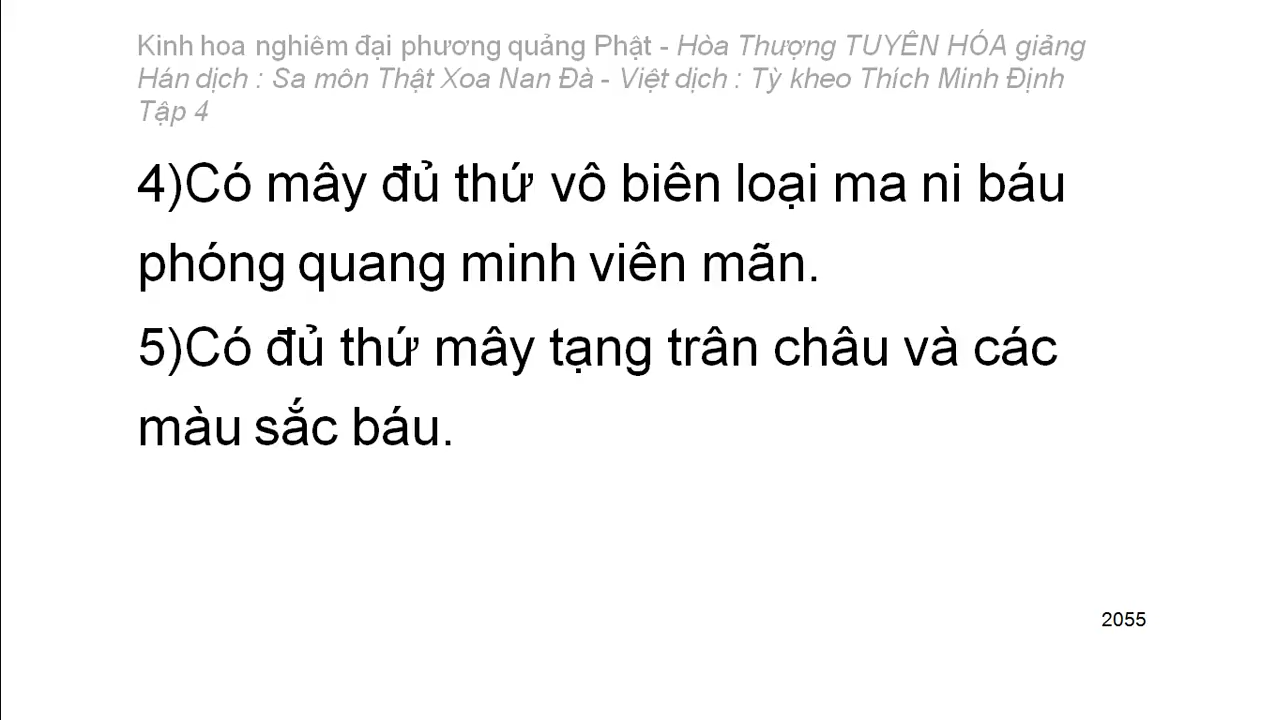 Kinh hoa nghiêm đại phương quảng Phật - Hòa Thượng TUYÊN HÓA giảng
Hán dịch : Sa môn Thật Xoa Nan Đà - Việt dịch : Tỳ kheo Thích Minh Định
Tập 4
4)Có mây đủ thứ vô biên loại ma ni báu
phóng quang minh viên mãn.
5)Có đủ thứ mây tạng trân châu và các
màu sắc báu.
2055